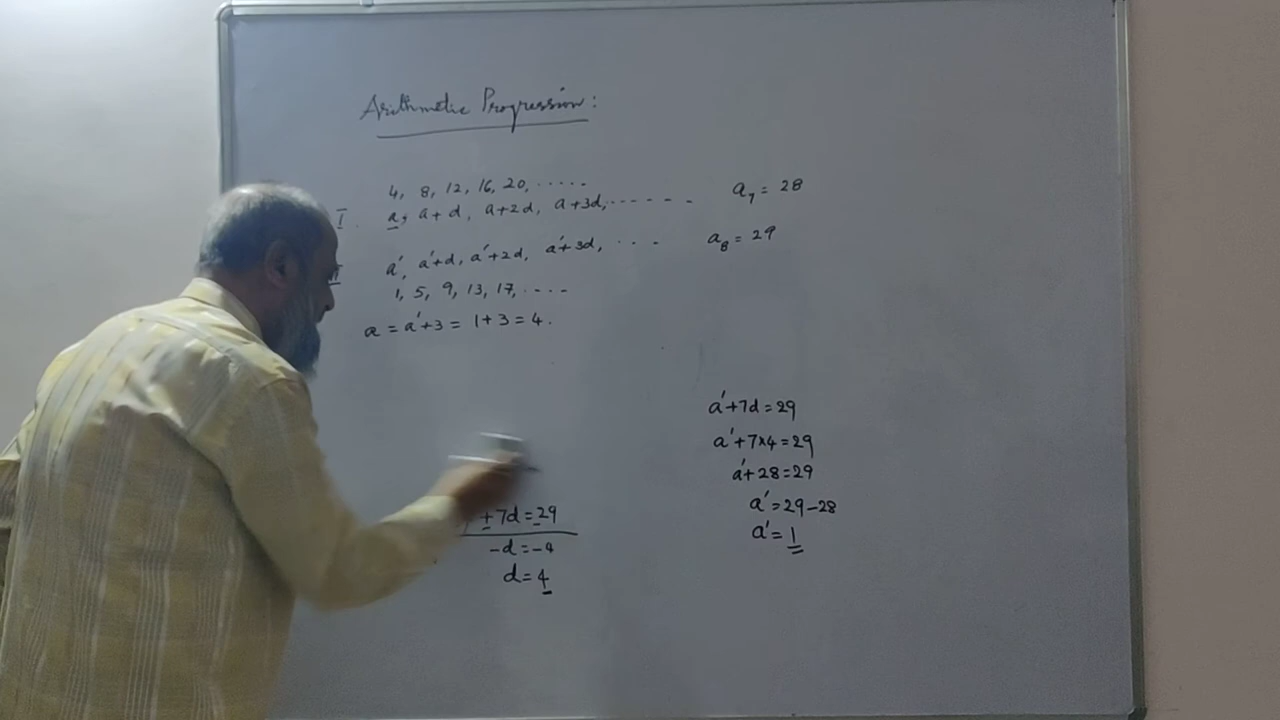 Arithmetic Progression:
4, 8, 12, 16, 20, .....
I. a, a+d, a+2d, a+3d, ...... a₇ = 28
II a', a'+d, a'+2d, a'+3d, ... a₈ = 29
1, 5, 9, 13, 17, ....
a = a'+3 = 1+3 = 4.
a'+7d=29
a'+7×4=29
a'+28=29
a'=29-28
a'=1
+7d=29
-d=-4
d=4